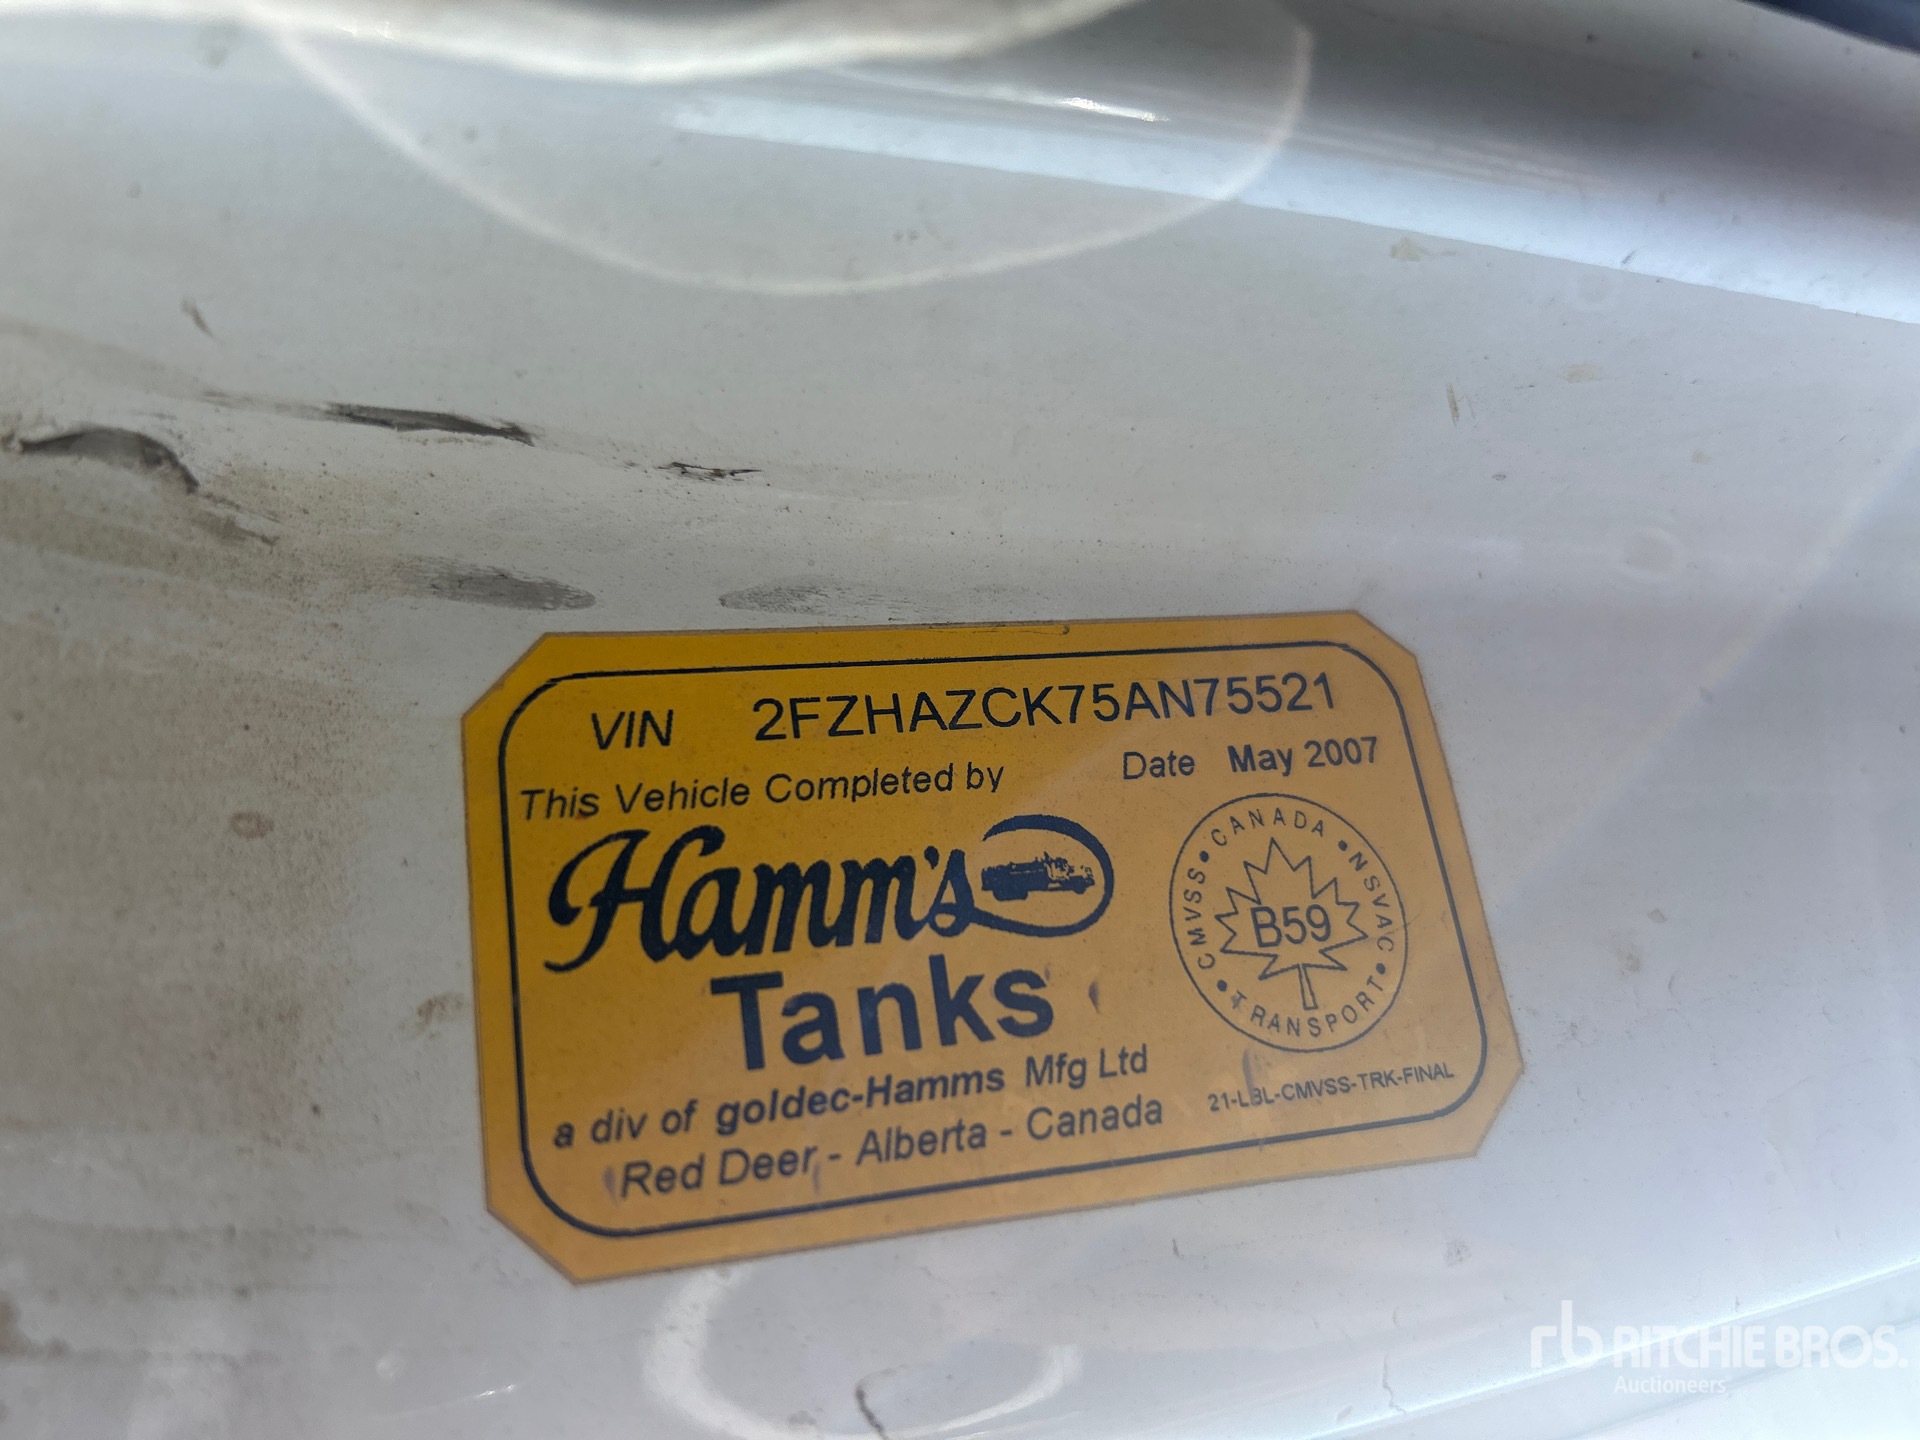 VIN 2FZHAZCK75AN75521
This Vehicle Completed by Date May 2007
Hamm's
Tanks
a div of goldec-Hamms Mfg Ltd
Red Deer - Alberta - Canada
CMVSS • CANADA • NSVAC • TRANSPORT •
B59
21-LBL-CMVSS-TRK-FINAL
rb RITCHIE BROS.
Auctioneers